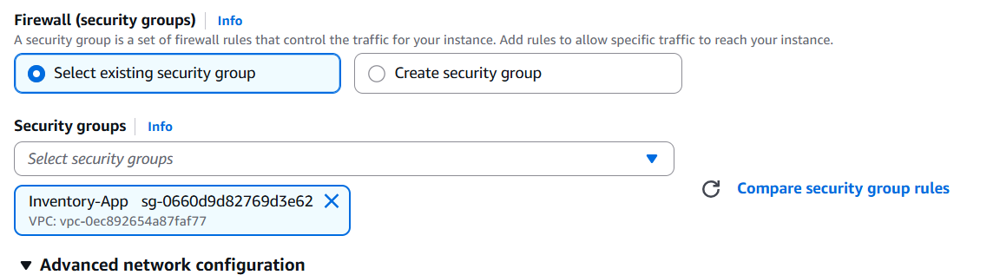 Firewall (security groups) Info
A security group is a set of firewall rules that control the traffic for your instance. Add rules to allow specific traffic to reach your instance.
Select existing security group Create security group
Security groups Info
Select security groups
Compare security group rules
Inventory-App sg-0660d9d82769d3e62
VPC: vpc-0ec892654a87faf77
Advanced network configuration